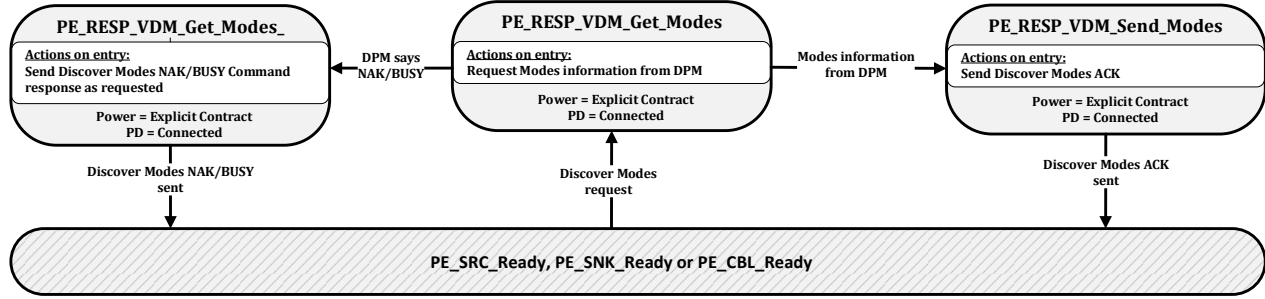 PE_RESP_VDM_Get_Modes_
Actions on entry:
Send Discover Modes NAK/BUSY Command
response as requested
Power = Explicit Contract
PD = Connected
DPM says
NAK/BUSY
PE_RESP_VDM_Get_Modes
Actions on entry:
Request Modes information from DPM
Power = Explicit Contract
PD = Connected
Modes information
from DPM
PE_RESP_VDM_Send_Modes
Actions on entry:
Send Discover Modes ACK
Power = Explicit Contract
PD = Connected
Discover Modes NAK/BUSY
sent
Discover Modes
request
Discover Modes ACK
sent
PE_SRC_Ready, PE_SNK_Ready or PE_CBL_Ready